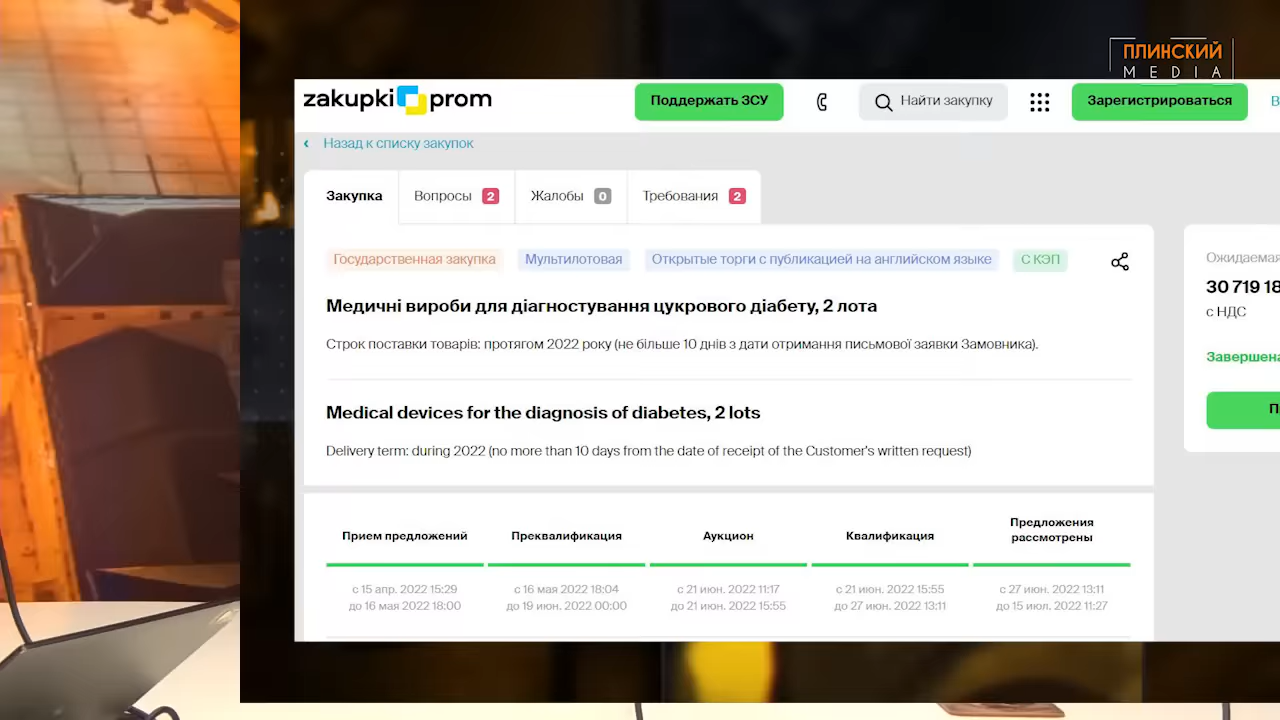 ПЛИНСКИЙ
MEDIA
zakupki prom
Поддержать ЗСУ
Найти закупку
Зарегистрироваться
Назад к списку закупок
Закупка
Вопросы 2
Жалобы 0
Требования 2
Государственная закупка
Мультилотовая
Открытые торги с публикацией на английском языке
С КЭП
Медичні вироби для діагностування цукрового діабету, 2 лота
Строк поставки товарів: протягом 2022 року (не більше 10 днів з дати отримання письмової заявки Замовника).
Medical devices for the diagnosis of diabetes, 2 lots
Delivery term: during 2022 (no more than 10 days from the date of receipt of the Customer's written request)
Ожидаемая
30 719 18
с НДС
Завершена
Прием предложений
с 15 апр. 2022 15:29
до 16 мая 2022 18:00
Преквалификация
с 16 мая 2022 18:04
до 19 июн. 2022 00:00
Аукцион
с 21 июн. 2022 11:17
до 21 июн. 2022 15:55
Квалификация
с 21 июн. 2022 15:55
до 27 июн. 2022 13:11
Предложения
рассмотрены
с 27 июн. 2022 13:11
до 15 июл. 2022 11:27